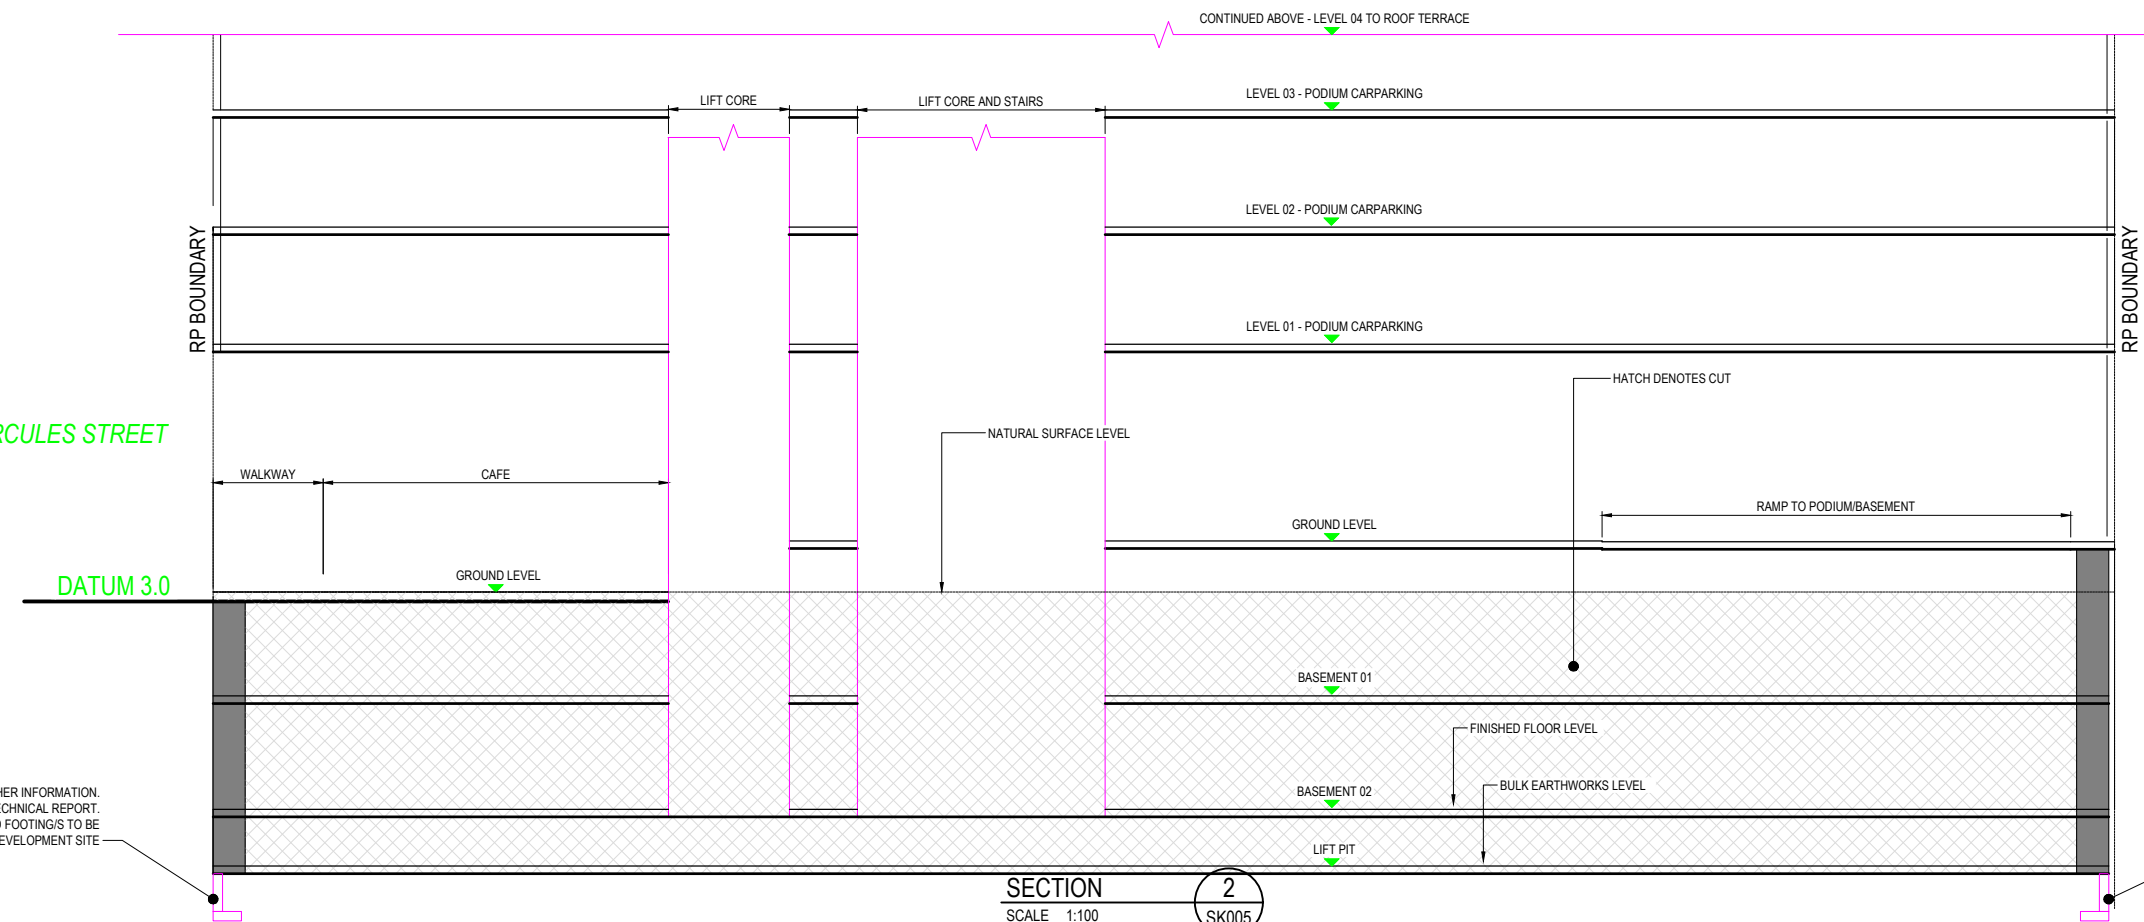 CONTINUED ABOVE - LEVEL 04 TO ROOF TERRACE
LIFT CORE
LIFT CORE AND STAIRS
LEVEL 03 - PODIUM CARPARKING
LEVEL 02 - PODIUM CARPARKING
RP BOUNDARY
RP BOUNDARY
LEVEL 01 - PODIUM CARPARKING
HATCH DENOTES CUT
RCULES STREET
NATURAL SURFACE LEVEL
WALKWAY
CAFE
RAMP TO PODIUM/BASEMENT
GROUND LEVEL
DATUM 3.0
GROUND LEVEL
BASEMENT 01
FINISHED FLOOR LEVEL
BASEMENT 02
BULK EARTHWORKS LEVEL
HER INFORMATION.
ECHNICAL REPORT.
FOOTING/S TO BE
EVELOPMENT SITE
LIFT PIT
SECTION
SCALE 1:100
2
SK005